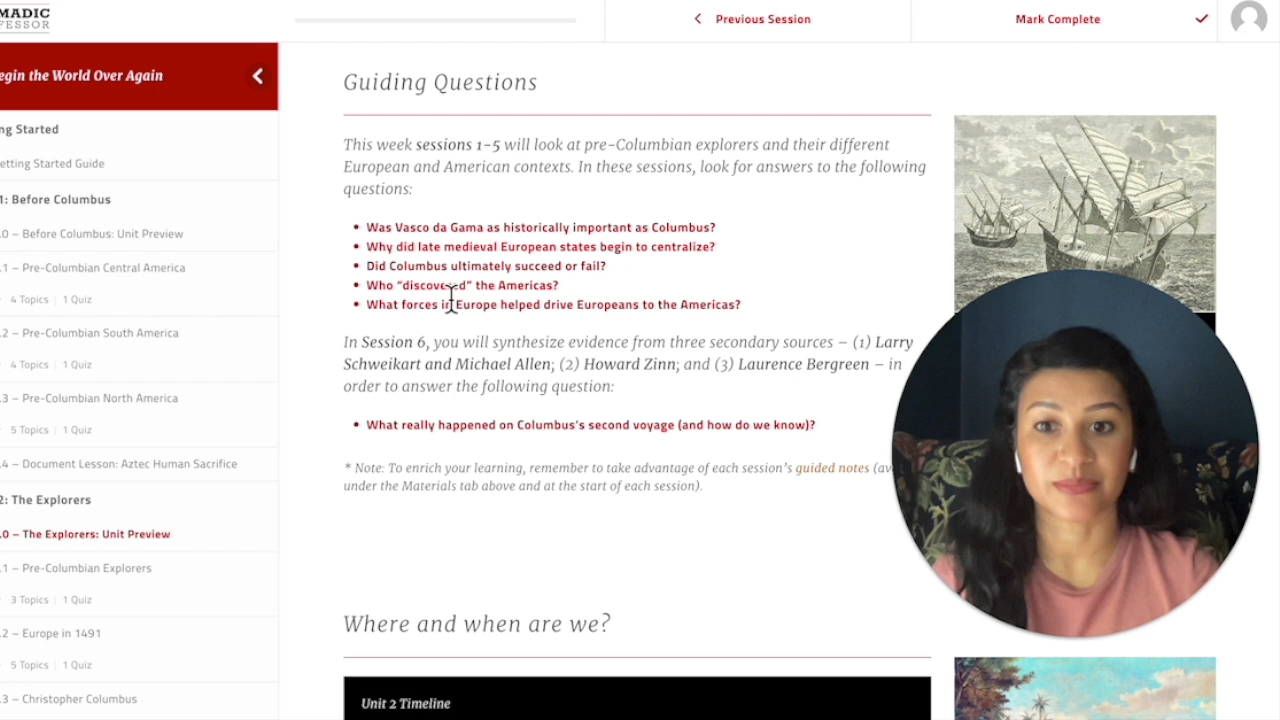 MADIC
FESSOR
Previous Session
Mark Complete
egin the World Over Again
ng Started
etting Started Guide
1: Before Columbus
.0 – Before Columbus: Unit Preview
.1 – Pre-Columbian Central America
4 Topics | 1 Quiz
.2 – Pre-Columbian South America
4 Topics | 1 Quiz
.3 – Pre-Columbian North America
5 Topics | 1 Quiz
.4 – Document Lesson: Aztec Human Sacrifice
2: The Explorers
.0 – The Explorers: Unit Preview
.1 – Pre-Columbian Explorers
3 Topics | 1 Quiz
.2 – Europe in 1491
5 Topics | 1 Quiz
.3 – Christopher Columbus
Guiding Questions
This week sessions 1-5 will look at pre-Columbian explorers and their different
European and American contexts. In these sessions, look for answers to the following
questions:
• Was Vasco da Gama as historically important as Columbus?
• Why did late medieval European states begin to centralize?
• Did Columbus ultimately succeed or fail?
• Who "discovered" the Americas?
• What forces in Europe helped drive Europeans to the Americas?
In Session 6, you will synthesize evidence from three secondary sources – (1) Larry
Schweikart and Michael Allen; (2) Howard Zinn; and (3) Laurence Bergreen – in
order to answer the following question:
• What really happened on Columbus's second voyage (and how do we know)?
* Note: To enrich your learning, remember to take advantage of each session's guided notes (av
under the Materials tab above and at the start of each session).
Where and when are we?
Unit 2 Timeline